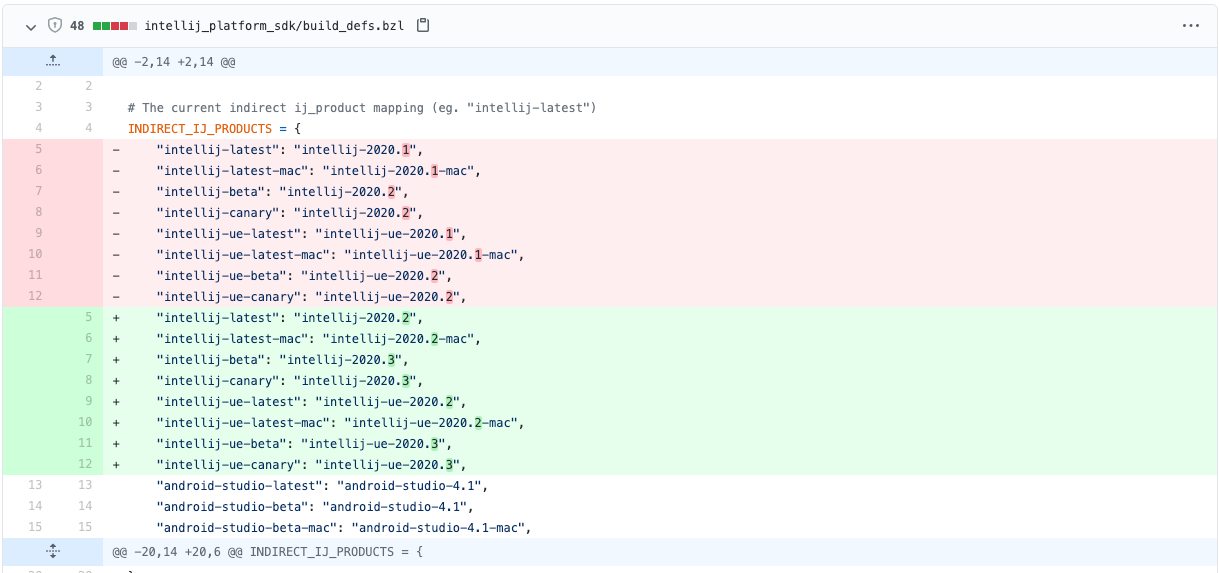 48 intellij_platform_sdk/build_defs.bzl
@@ -2,14 +2,14 @@
2 2
3 3 # The current indirect ij_product mapping (eg. "intellij-latest")
4 4 INDIRECT_IJ_PRODUCTS = {
5 - "intellij-latest": "intellij-2020.1",
6 - "intellij-latest-mac": "intellij-2020.1-mac",
7 - "intellij-beta": "intellij-2020.2",
8 - "intellij-canary": "intellij-2020.2",
9 - "intellij-ue-latest": "intellij-ue-2020.1",
10 - "intellij-ue-latest-mac": "intellij-ue-2020.1-mac",
11 - "intellij-ue-beta": "intellij-ue-2020.2",
12 - "intellij-ue-canary": "intellij-ue-2020.2",
5 + "intellij-latest": "intellij-2020.2",
6 + "intellij-latest-mac": "intellij-2020.2-mac",
7 + "intellij-beta": "intellij-2020.3",
8 + "intellij-canary": "intellij-2020.3",
9 + "intellij-ue-latest": "intellij-ue-2020.2",
10 + "intellij-ue-latest-mac": "intellij-ue-2020.2-mac",
11 + "intellij-ue-beta": "intellij-ue-2020.3",
12 + "intellij-ue-canary": "intellij-ue-2020.3",
13 13 "android-studio-latest": "android-studio-4.1",
14 14 "android-studio-beta": "android-studio-4.1",
15 15 "android-studio-beta-mac": "android-studio-4.1-mac",
@@ -20,14 +20,6 @@ INDIRECT_IJ_PRODUCTS = {